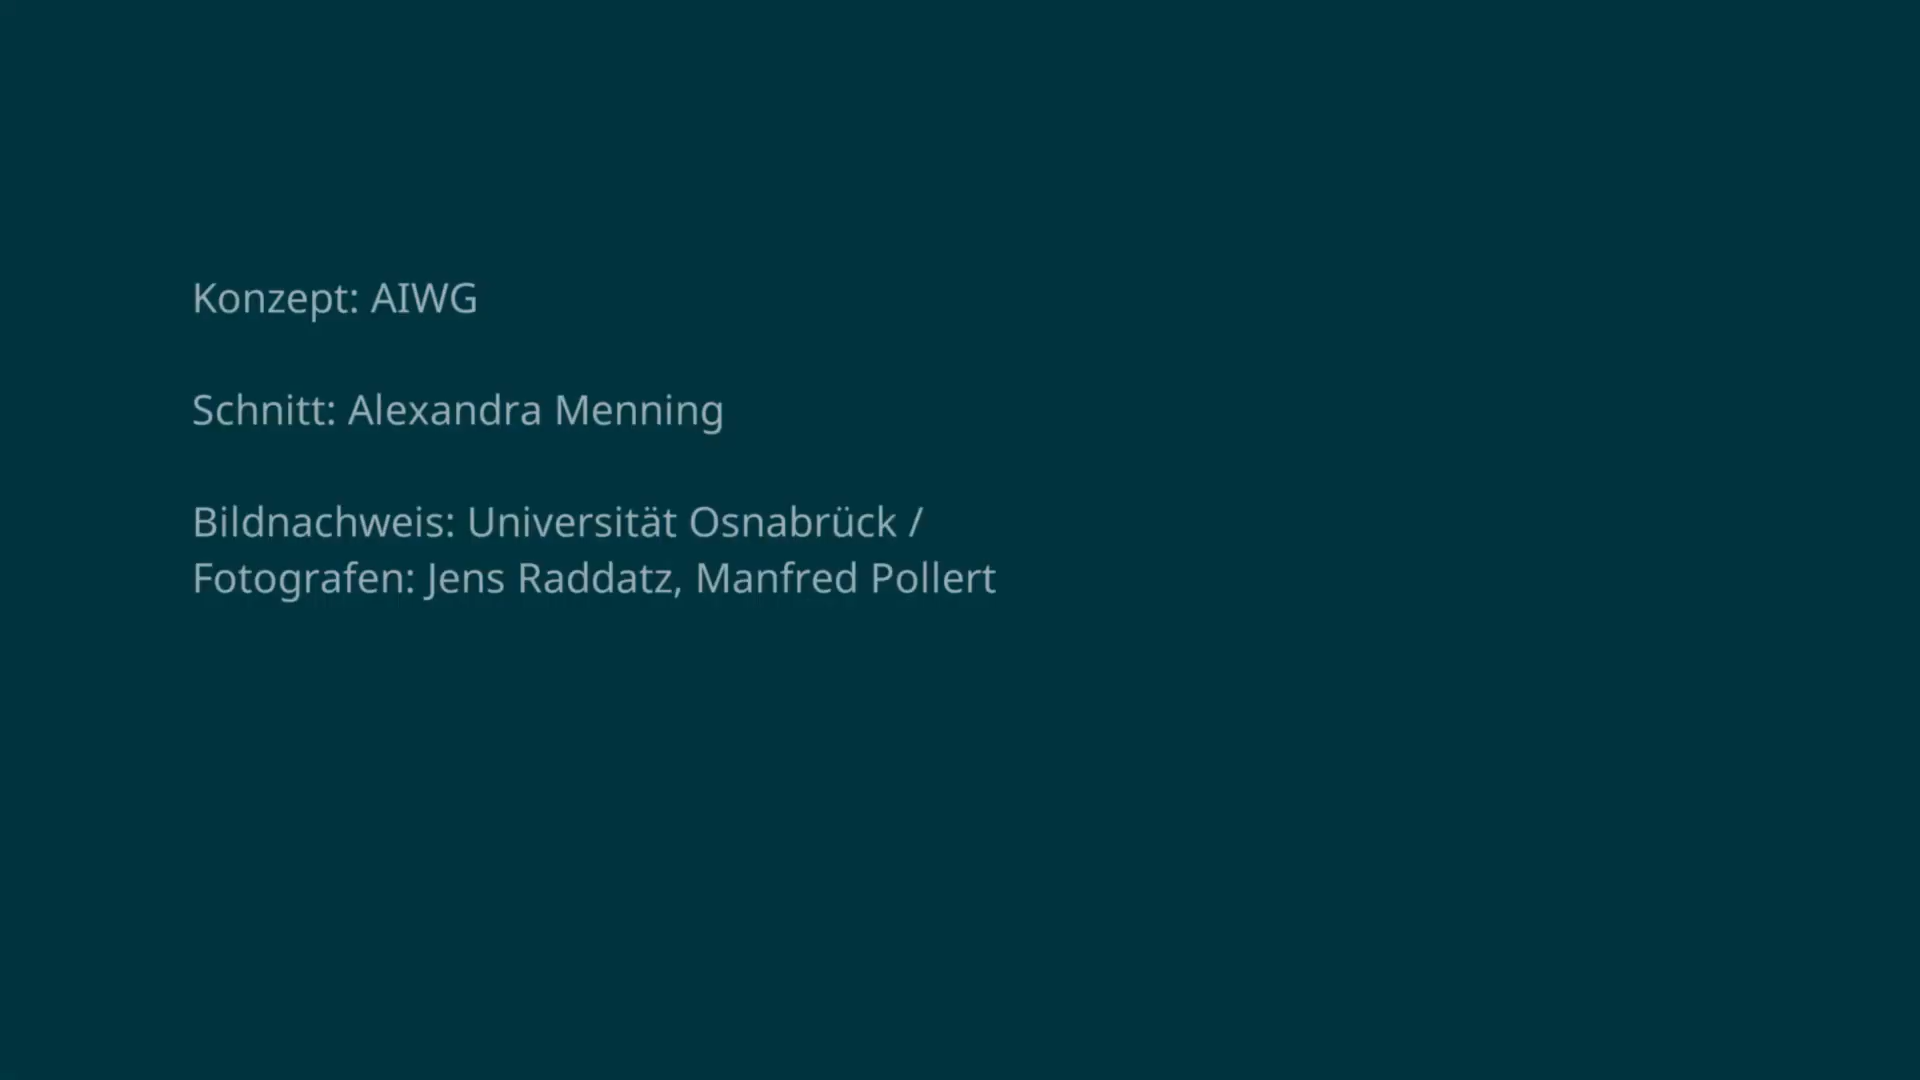 Konzept: AIWG
Schnitt: Alexandra Menning
Bildnachweis: Universität Osnabrück /
Fotografen: Jens Raddatz, Manfred Pollert